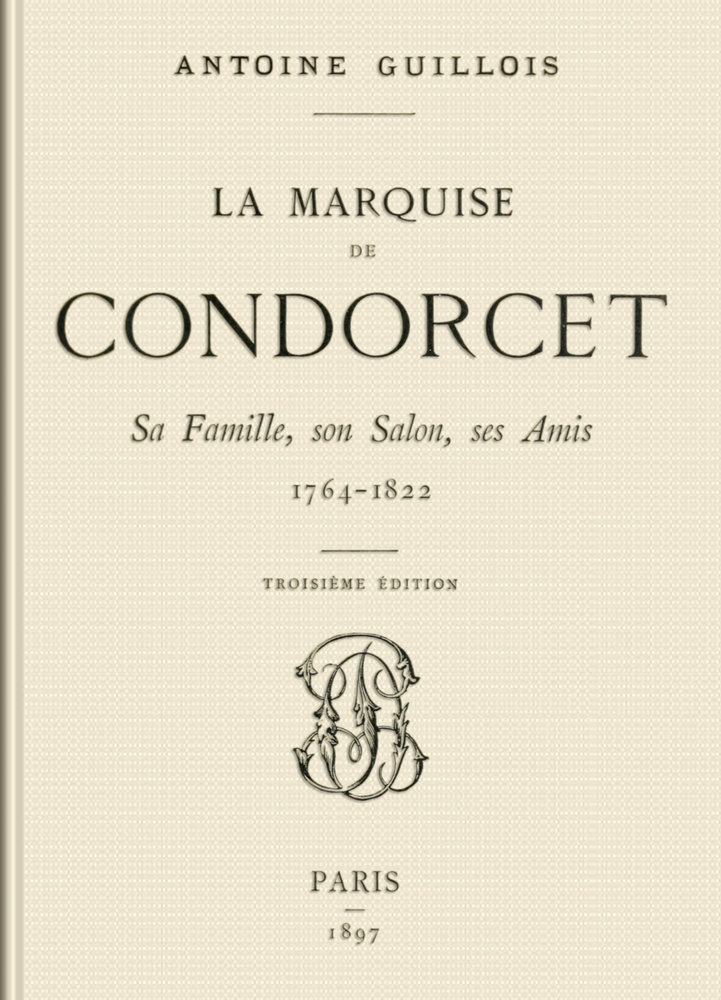 ANTOINE GUILLOIS
LA MARQUISE
DE
CONDORCET
Sa Famille, son Salon, ses Amis
1764-1822
TROISIÈME ÉDITION
PARIS
1897